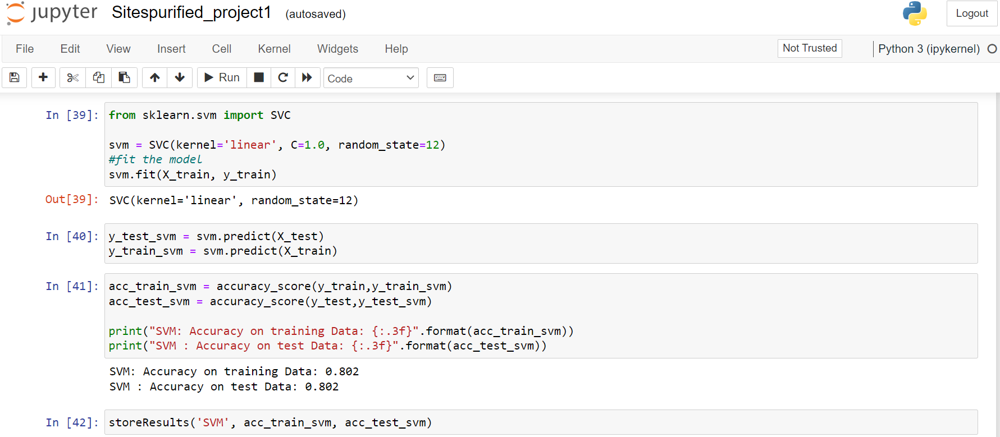 jupyter Sitespurified_project1 (autosaved) Logout
File Edit View Insert Cell Kernel Widgets Help Not Trusted Python 3 (ipykernel)
Run Code
In [39]: from sklearn.svm import SVC
svm = SVC(kernel='linear', C=1.0, random_state=12)
#fit the model
svm.fit(X_train, y_train)
Out[39]: SVC(kernel='linear', random_state=12)
In [40]: y_test_svm = svm.predict(X_test)
y_train_svm = svm.predict(X_train)
In [41]: acc_train_svm = accuracy_score(y_train,y_train_svm)
acc_test_svm = accuracy_score(y_test,y_test_svm)
print("SVM: Accuracy on training Data: {:.3f}".format(acc_train_svm))
print("SVM : Accuracy on test Data: {:.3f}".format(acc_test_svm))
SVM: Accuracy on training Data: 0.802
SVM : Accuracy on test Data: 0.802
In [42]: storeResults('SVM', acc_train_svm, acc_test_svm)